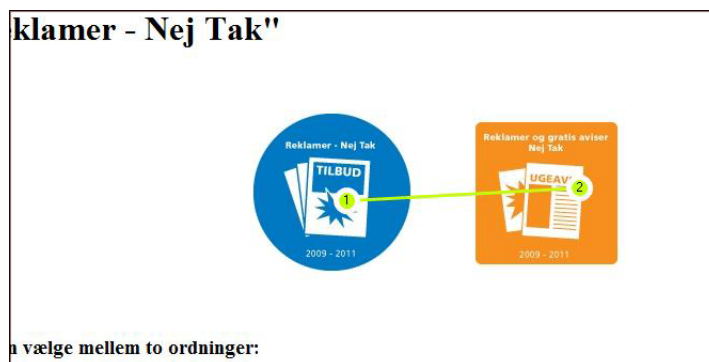 klamer - Nej Tak"
Reklamer - Nej Tak
TILBUD
1
2009 - 2011
Reklamer og gratis aviser
Nej Tak
2
2009 - 2011
vælge mellem to ordninger: